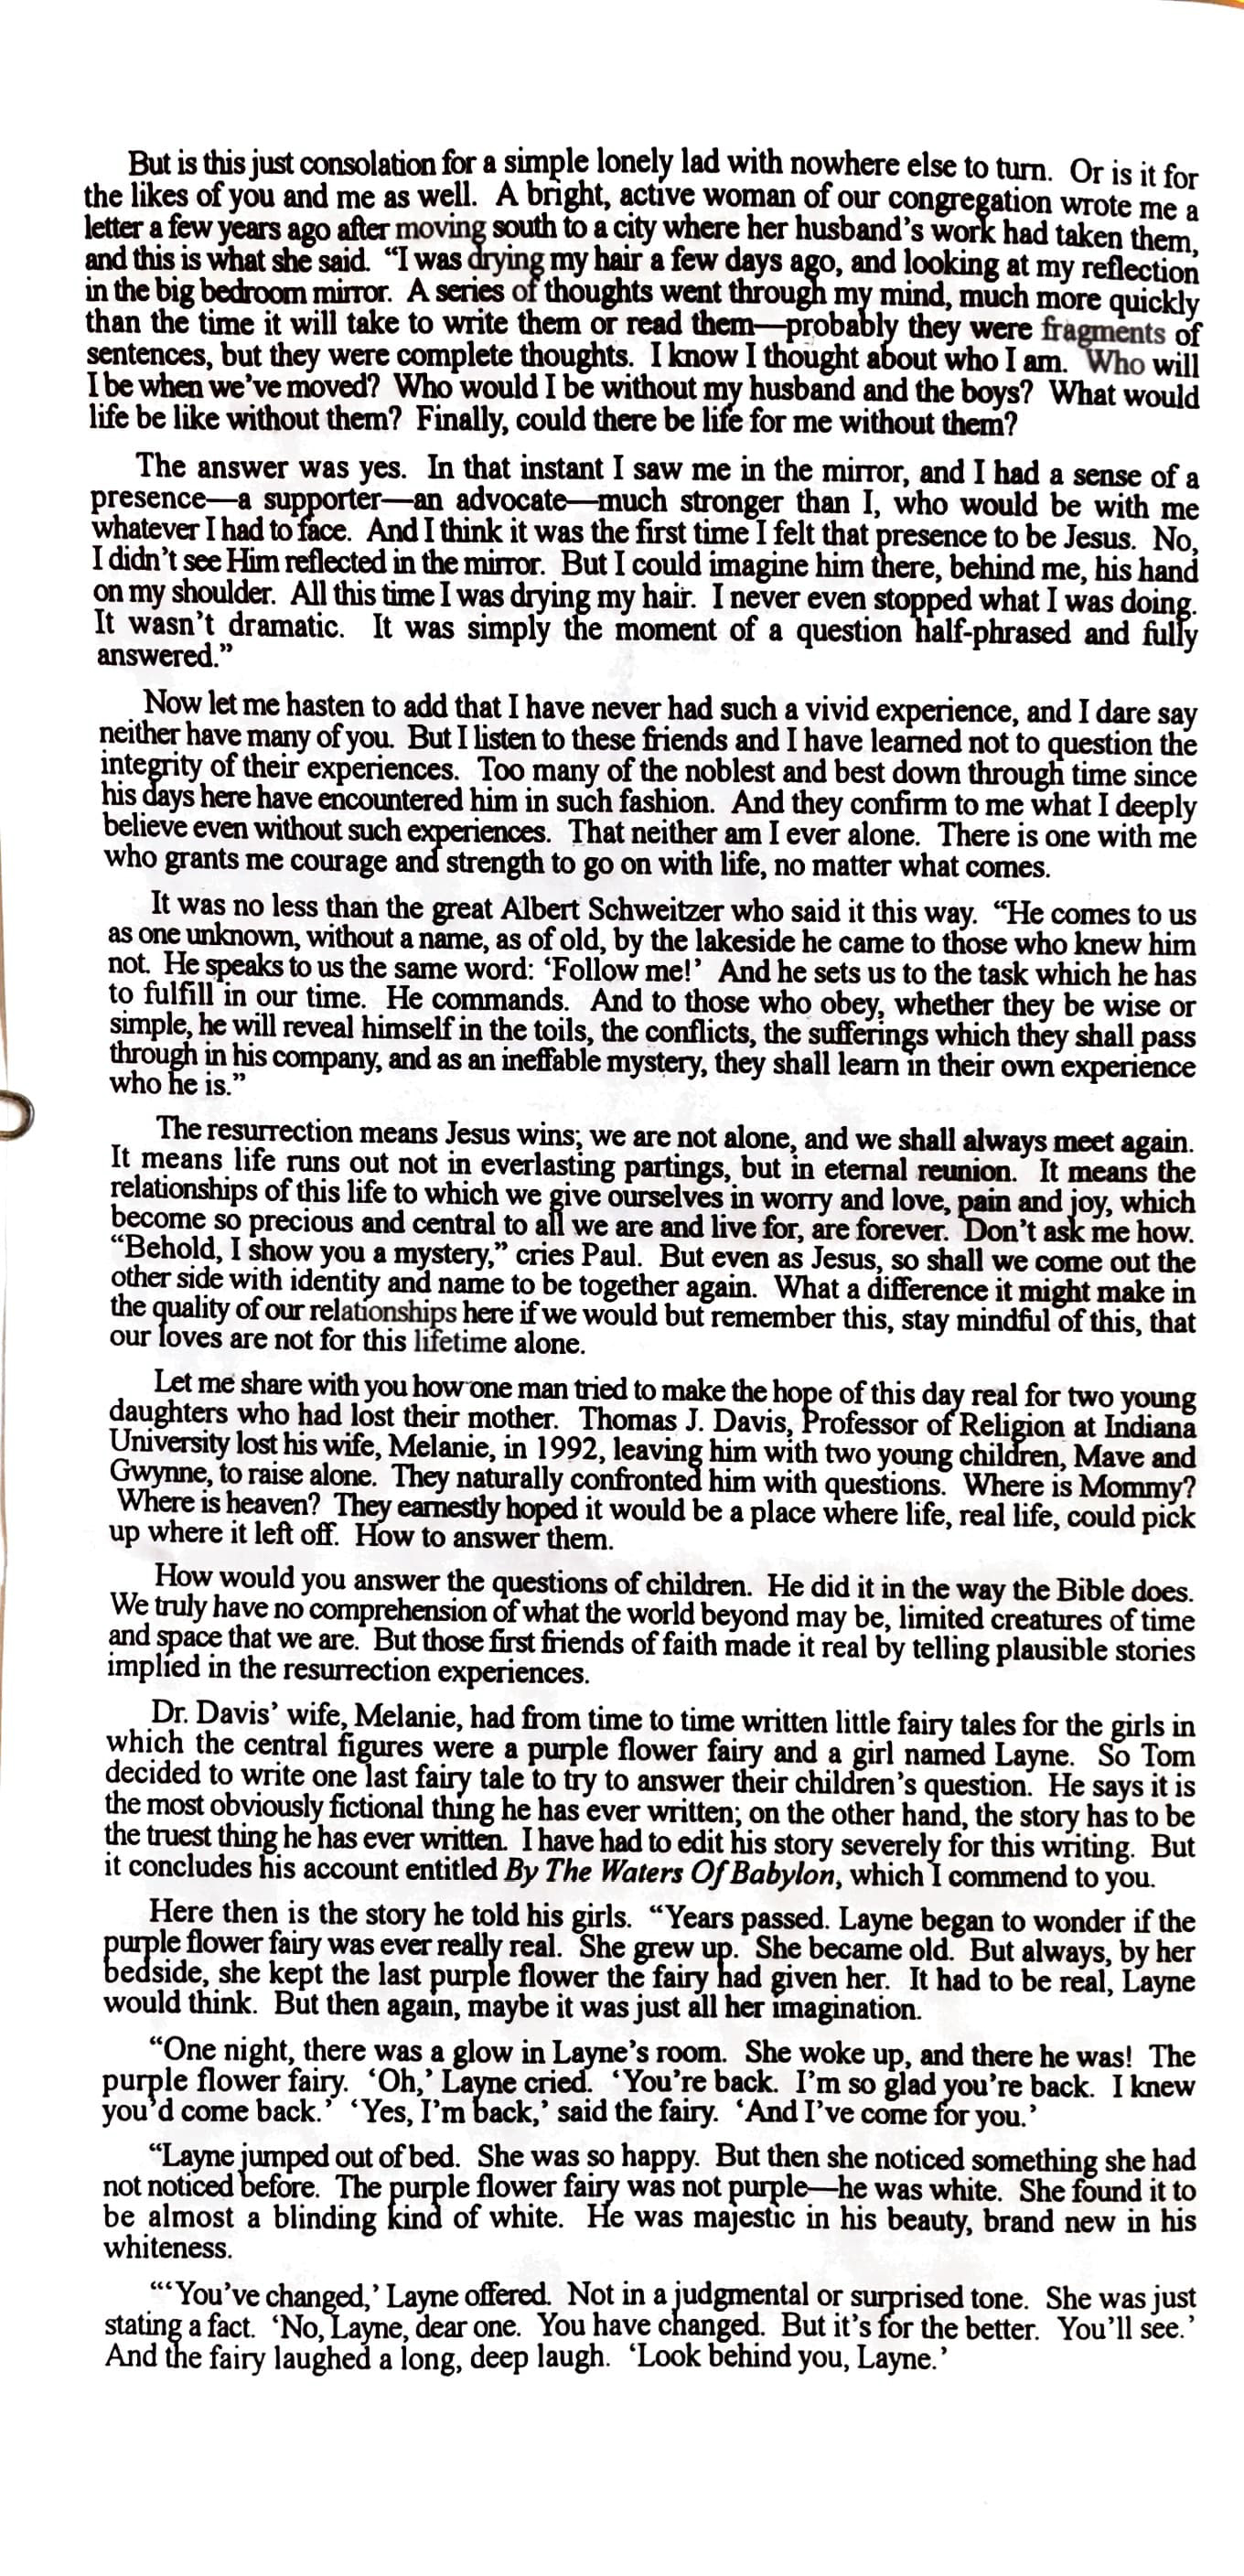 But is this just consolation for a simple lonely lad with nowhere else to turn. Or is it for
the likes of you and me as well. A bright, active woman of our congregation wrote me a
letter a few years ago after moving south to a city where her husband's work had taken them,
and this is what she said. “I was drying my hair a few days ago, and looking at my reflection
in the big bedroom mirror. A series of thoughts went through my mind, much more quickly
than the time it will take to write them or read them—probably they were fragments of
sentences, but they were complete thoughts. I know I thought about who I am. Who will
I be when we've moved? Who would I be without my husband and the boys? What would
life be like without them? Finally, could there be life for me without them?
The answer was yes. In that instant I saw me in the mirror, and I had a sense of a
presence—a supporter—an advocate—much stronger than I, who would be with me
whatever I had to face. And I think it was the first time I felt that presence to be Jesus. No,
I didn't see Him reflected in the mirror. But I could imagine him there, behind me, his hand
on my shoulder. All this time I was drying my hair. I never even stopped what I was doing.
It wasn't dramatic. It was simply the moment of a question half-phrased and fully
answered.”
Now let me hasten to add that I have never had such a vivid experience, and I dare say
neither have many of you. But I listen to these friends and I have learned not to question the
integrity of their experiences. Too many of the noblest and best down through time since
his days here have encountered him in such fashion. And they confirm to me what I deeply
believe even without such experiences. That neither am I ever alone. There is one with me
who grants me courage and strength to go on with life, no matter what comes.
It was no less than the great Albert Schweitzer who said it this way. “He comes to us
as one unknown, without a name, as of old, by the lakeside he came to those who knew him
not. He speaks to us the same word: ‘Follow me!’ And he sets us to the task which he has
to fulfill in our time. He commands. And to those who obey, whether they be wise or
simple, he will reveal himself in the toils, the conflicts, the sufferings which they shall pass
through in his company, and as an ineffable mystery, they shall learn in their own experience
who he is.”
The resurrection means Jesus wins; we are not alone, and we shall always meet again.
It means life runs out not in everlasting partings, but in eternal reunion. It means the
relationships of this life to which we give ourselves in worry and love, pain and joy, which
become so precious and central to all we are and live for, are forever. Don't ask me how.
“Behold, I show you a mystery,” cries Paul. But even as Jesus, so shall we come out the
other side with identity and name to be together again. What a difference it might make in
the quality of our relationships here if we would but remember this, stay mindful of this, that
our loves are not for this lifetime alone.
Let me share with you how one man tried to make the hope of this day real for two young
daughters who had lost their mother. Thomas J. Davis, Professor of Religion at Indiana
University lost his wife, Melanie, in 1992, leaving him with two young children, Mave and
Gwynne, to raise alone. They naturally confronted him with questions. Where is Mommy?
Where is heaven? They earnestly hoped it would be a place where life, real life, could pick
up where it left off. How to answer them.
How would you answer the questions of children. He did it in the way the Bible does.
We truly have no comprehension of what the world beyond may be, limited creatures of time
and space that we are. But those first friends of faith made it real by telling plausible stories
implied in the resurrection experiences.
Dr. Davis' wife, Melanie, had from time to time written little fairy tales for the girls in
which the central figures were a purple flower fairy and a girl named Layne. So Tom
decided to write one last fairy tale to try to answer their children's question. He says it is
the most obviously fictional thing he has ever written; on the other hand, the story has to be
the truest thing he has ever written. I have had to edit his story severely for this writing. But
it concludes his account entitled By The Waters Of Babylon, which I commend to you.
Here then is the story he told his girls. “Years passed. Layne began to wonder if the
purple flower fairy was ever really real. She grew up. She became old. But always, by her
bedside, she kept the last purple flower the fairy had given her. It had to be real, Layne
would think. But then again, maybe it was just all her imagination.
“One night, there was a glow in Layne's room. She woke up, and there he was! The
purple flower fairy. ‘Oh,’ Layne cried. ‘You're back. I'm so glad you're back. I knew
you'd come back.’ ‘Yes, I'm back,’ said the fairy. ‘And I've come for you.’
“Layne jumped out of bed. She was so happy. But then she noticed something she had
not noticed before. The purple flower fairy was not purple—he was white. She found it to
be almost a blinding kind of white. He was majestic in his beauty, brand new in his
whiteness.
“‘You've changed,’ Layne offered. Not in a judgmental or surprised tone. She was just
stating a fact. ‘No, Layne, dear one. You have changed. But it's for the better. You'll see.’
And the fairy laughed a long, deep laugh. ‘Look behind you, Layne.’